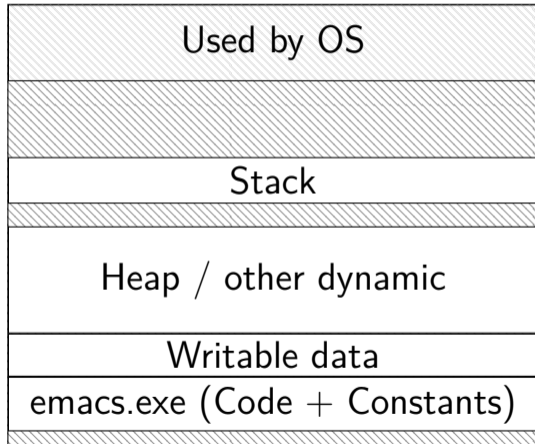 Used by OS
Stack
Heap / other dynamic
Writable data
emacs.exe (Code + Constants)